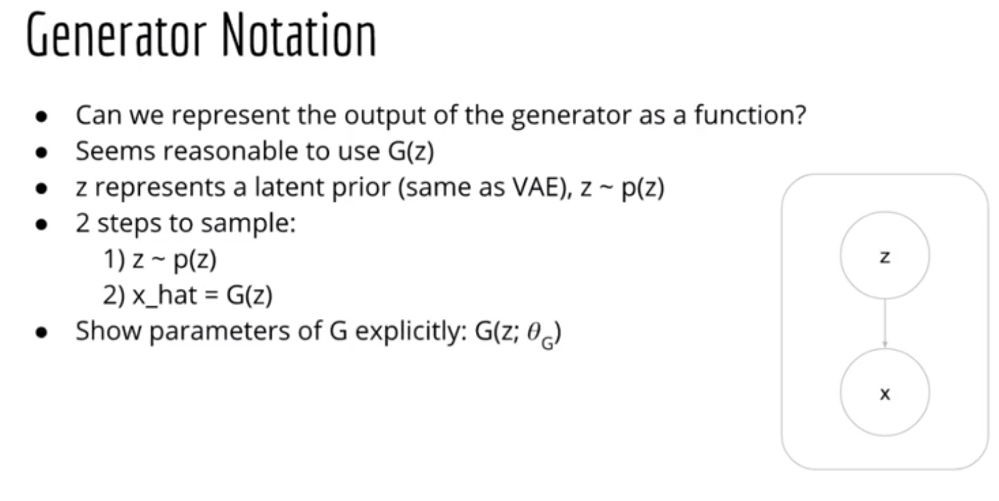 Generator Notation
● Can we represent the output of the generator as a function?
● Seems reasonable to use G(z)
● z represents a latent prior (same as VAE), z ~ p(z)
● 2 steps to sample:
1) z ~ p(z)
2) x_hat = G(z)
● Show parameters of G explicitly: G(z; θ_G)
z
x